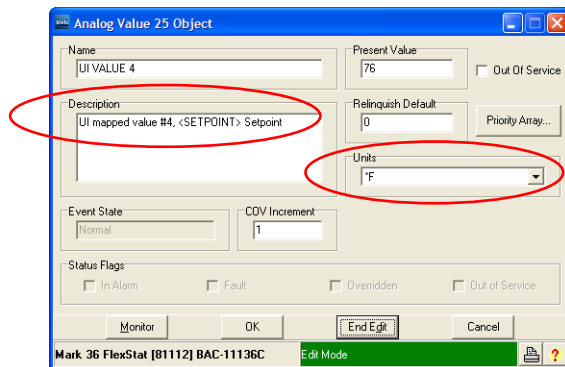 Analog Value 25 Object
Name
UI VALUE 4
Present Value
76
Out Of Service
Description
UI mapped value #4, <SETPOINT> Setpoint
Relinquish Default
0
Priority Array...
Units
°F
Event State
Normal
COV Increment
1
Status Flags
In Alarm
Fault
Overridden
Out of Service
Monitor
OK
End Edit
Cancel
Mark 36 FlexStat [81112] BAC-11136C
Edit Mode
?